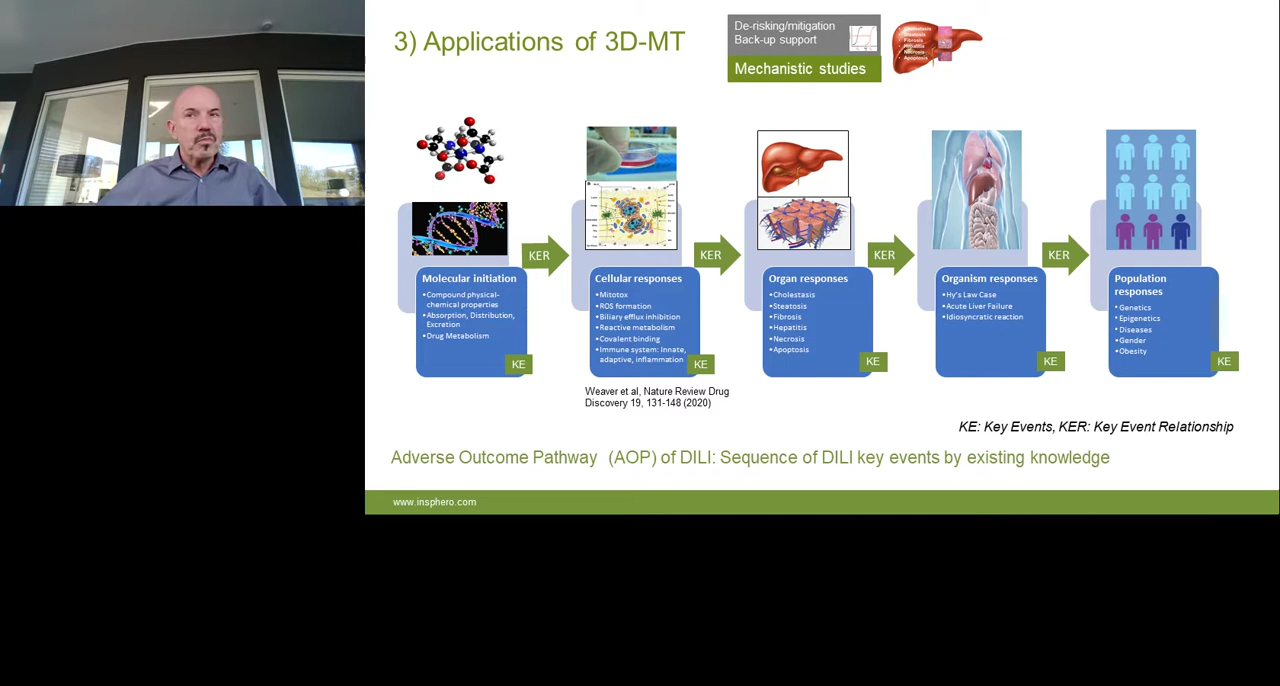 3) Applications of 3D-MT
De-risking/mitigation
Back-up support
Mechanistic studies
Steatosis
Fibrosis
Hepatitis
Necrosis
Apoptosis
KER
KER
KER
KER
Molecular initiation
•Compound physical-
chemical properties
•Absorption, Distribution,
Excretion
•Drug Metabolism
KE
Cellular responses
•Mitotox
•ROS formation
•Biliary efflux inhibition
•Reactive metabolism
•Covalent binding
•Immune system: Innate,
adaptive, inflammation
KE
Organ responses
•Cholestasis
•Steatosis
•Fibrosis
•Hepatitis
•Necrosis
•Apoptosis
KE
Organism responses
•Hy's Law Case
•Acute Liver Failure
•Idiosyncratic reaction
KE
Population
responses
•Genetics
•Epigenetics
•Diseases
•Gender
•Obesity
KE
Weaver et al, Nature Review Drug
Discovery 19, 131-148 (2020)
KE: Key Events, KER: Key Event Relationship
Adverse Outcome Pathway (AOP) of DILI: Sequence of DILI key events by existing knowledge
www.insphero.com